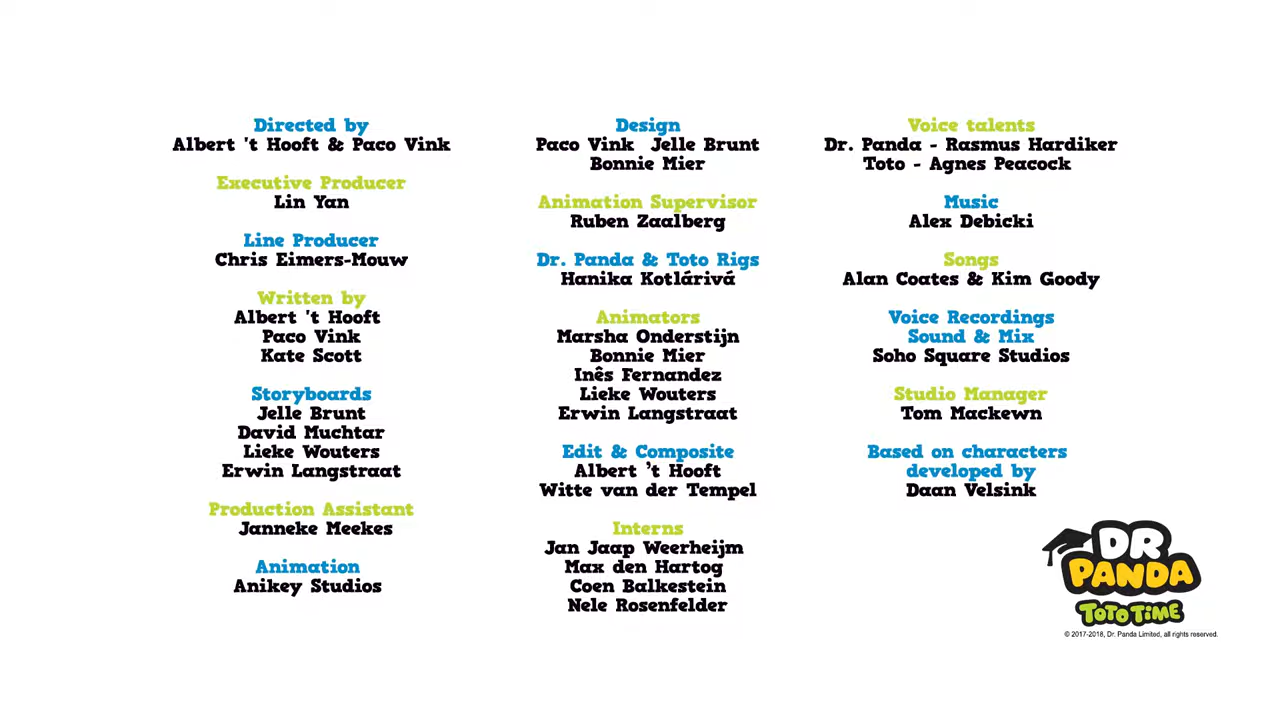 Directed by
Albert 't Hooft & Paco Vink
Executive Producer
Lin Yan
Line Producer
Chris Eimers-Mouw
Written by
Albert 't Hooft
Paco Vink
Kate Scott
Storyboards
Jelle Brunt
David Muchtar
Lieke Wouters
Erwin Langstraat
Production Assistant
Janneke Meekes
Animation
Anikey Studios
Design
Paco Vink  Jelle Brunt
Bonnie Mier
Animation Supervisor
Ruben Zaalberg
Dr. Panda & Toto Rigs
Hanika Kotlárivá
Animators
Marsha Onderstijn
Bonnie Mier
Inês Fernandez
Lieke Wouters
Erwin Langstraat
Edit & Composite
Albert ’t Hooft
Witte van der Tempel
Interns
Jan Jaap Weerheijm
Max den Hartog
Coen Balkestein
Nele Rosenfelder
Voice talents
Dr. Panda - Rasmus Hardiker
Toto - Agnes Peacock
Music
Alex Debicki
Songs
Alan Coates & Kim Goody
Voice Recordings
Sound & Mix
Soho Square Studios
Studio Manager
Tom Mackewn
Based on characters
developed by
Daan Velsink
DR
PANDA
TOTO TIME
© 2017-2018, Dr. Panda Limited, all rights reserved.